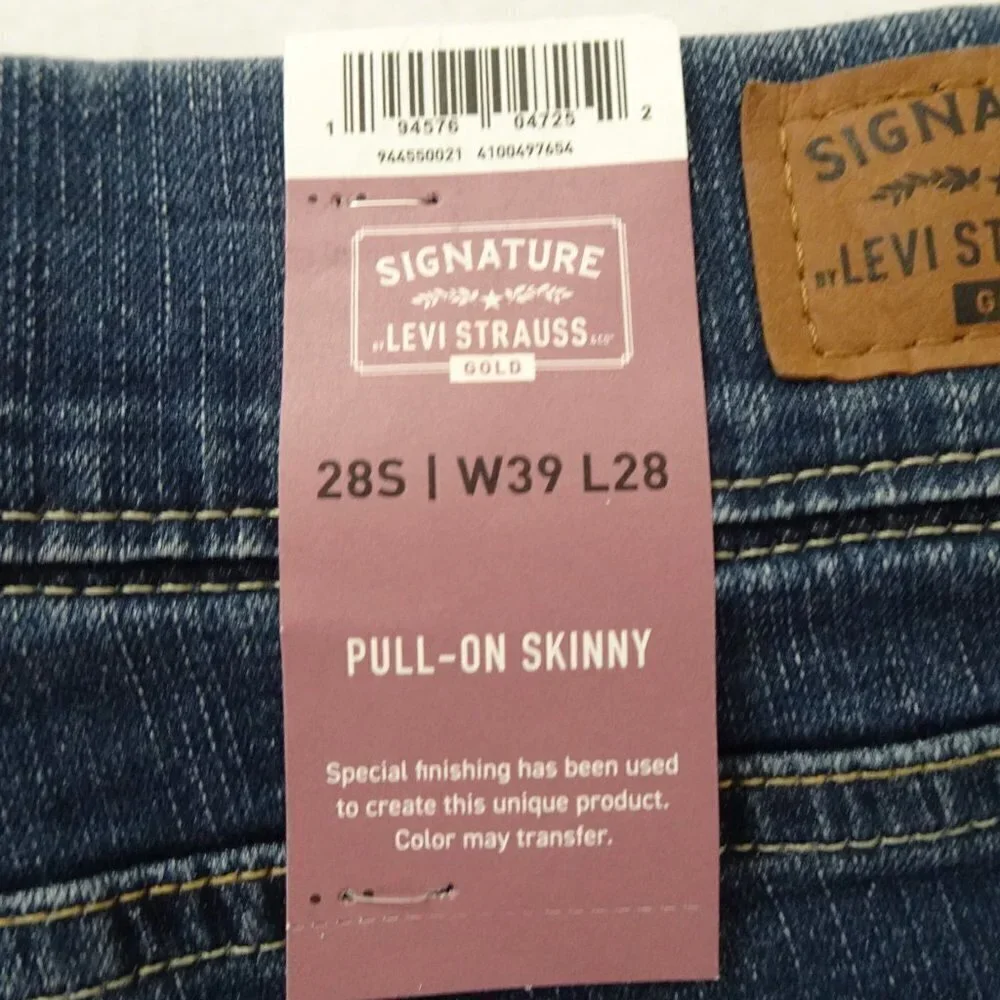 1 94576 04725 2
944550021 4100497654
SIGNATURE
BY LEVI STRAUSS & CO.
GOLD
28S | W39 L28
PULL-ON SKINNY
Special finishing has been used
to create this unique product.
Color may transfer.
SIGNA
BY LEVI ST
G